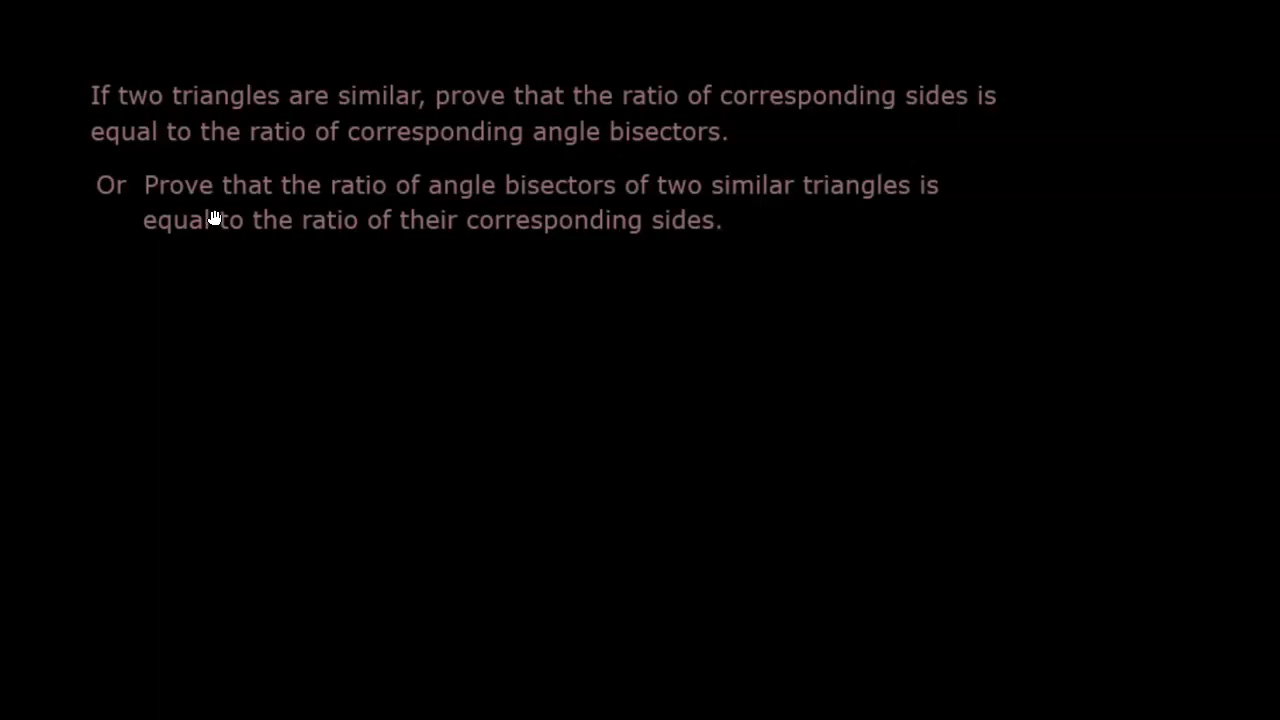 If two triangles are similar, prove that the ratio of corresponding sides is
equal to the ratio of corresponding angle bisectors.
Or Prove that the ratio of angle bisectors of two similar triangles is
equal to the ratio of their corresponding sides.